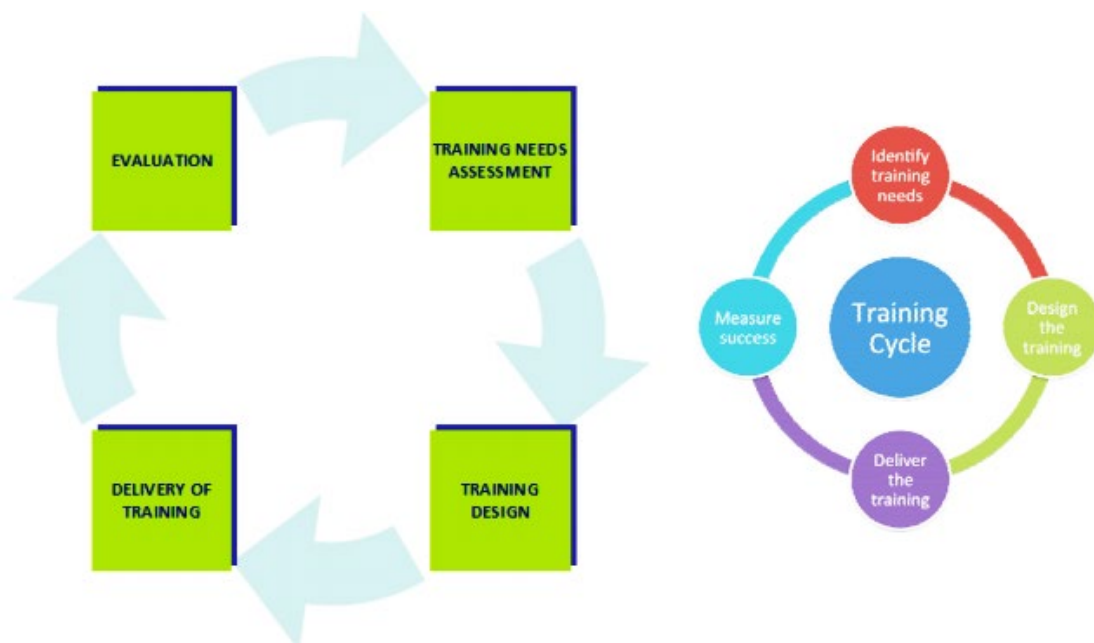 EVALUATION
TRAINING NEEDS
ASSESSMENT
DELIVERY OF
TRAINING
TRAINING
DESIGN
Identify
training
needs
Measure
success
Training
Cycle
Design
the
training
Deliver
the
training